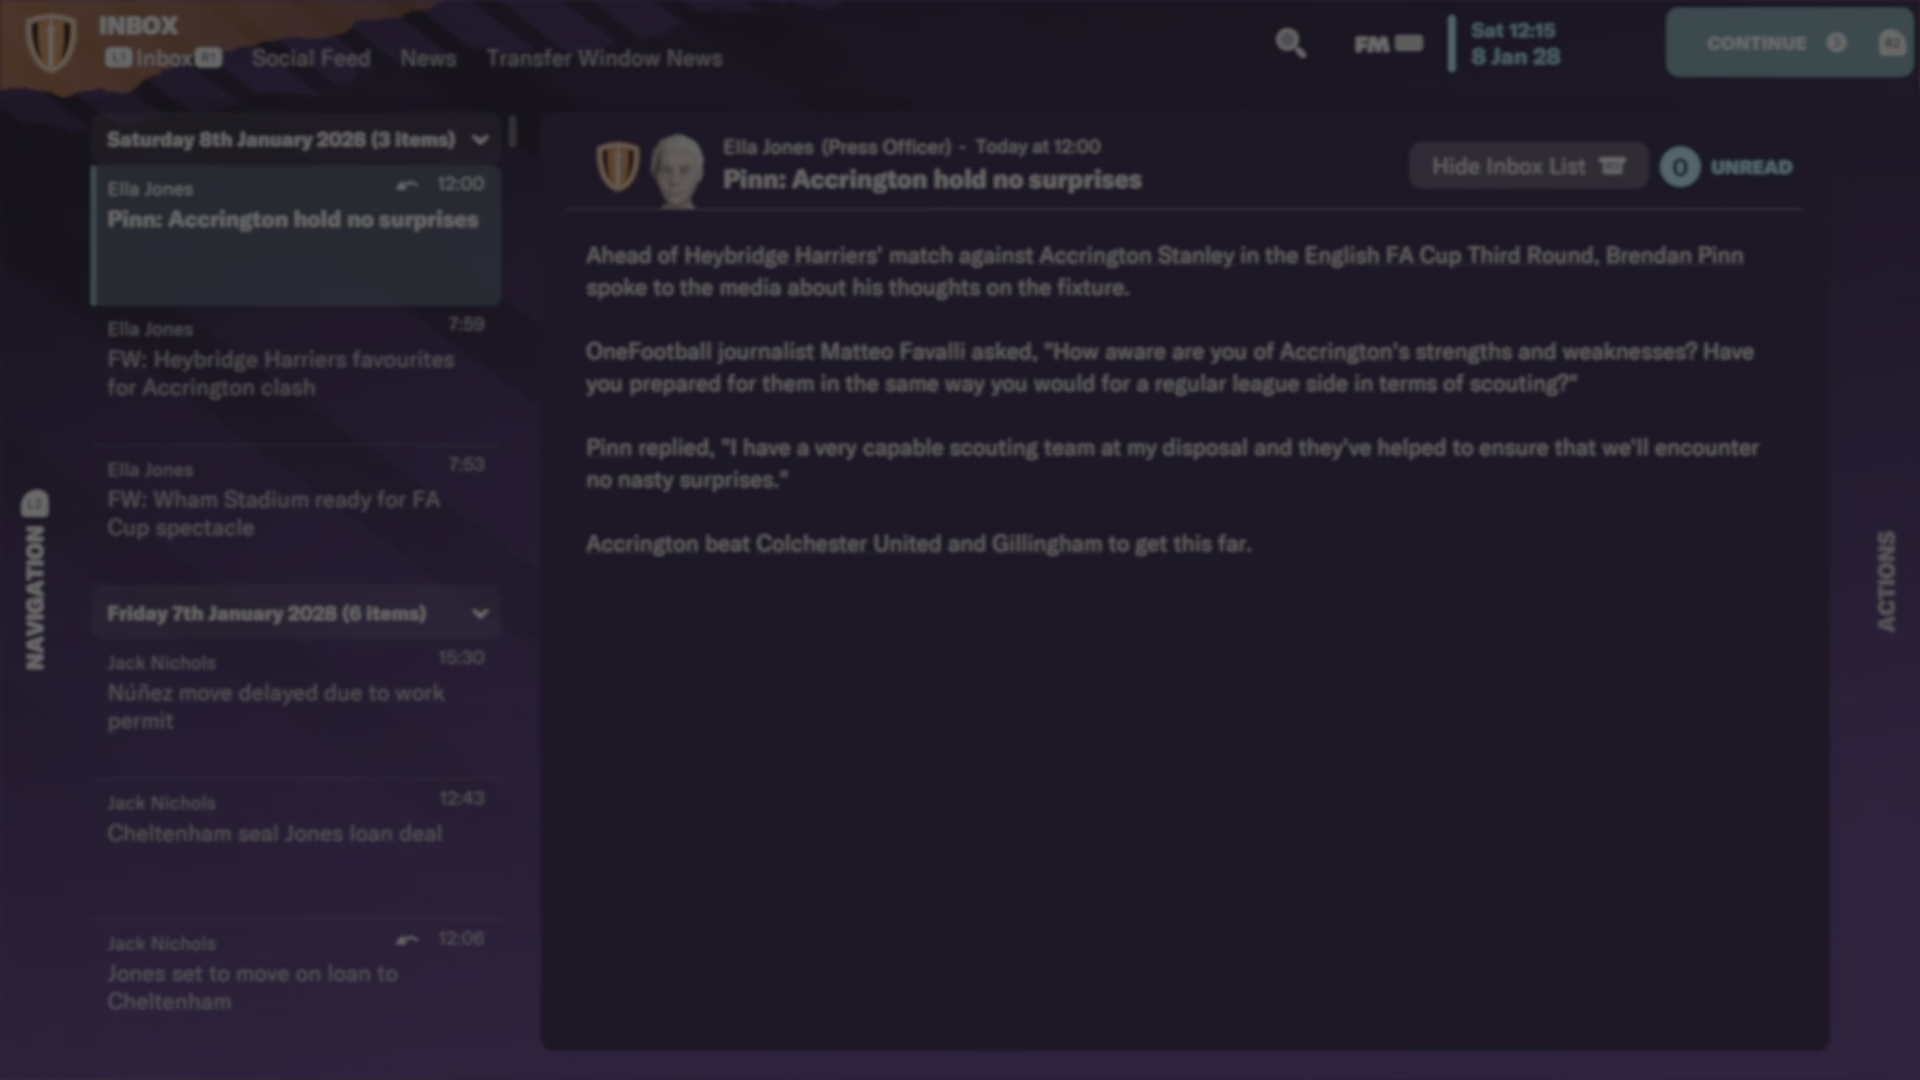 INBOX
L1 Inbox R1 Social Feed News Transfer Window News
FM
Sat 12:15
8 Jan 28
CONTINUE R2
Saturday 8th January 2028 (3 items)
Ella Jones 12:00
Pinn: Accrington hold no surprises
Ella Jones 7:59
FW: Heybridge Harriers favourites
for Accrington clash
Ella Jones 7:53
FW: Wham Stadium ready for FA
Cup spectacle
Friday 7th January 2028 (6 items)
Jack Nichols 15:30
Núñez move delayed due to work
permit
Jack Nichols 12:43
Cheltenham seal Jones loan deal
Jack Nichols 12:06
Jones set to move on loan to
Cheltenham
NAVIGATION L2
Ella Jones (Press Officer) - Today at 12:00
Pinn: Accrington hold no surprises
Hide Inbox List
0 UNREAD
Ahead of Heybridge Harriers' match against Accrington Stanley in the English FA Cup Third Round, Brendan Pinn
spoke to the media about his thoughts on the fixture.
OneFootball journalist Matteo Favalli asked, "How aware are you of Accrington's strengths and weaknesses? Have
you prepared for them in the same way you would for a regular league side in terms of scouting?"
Pinn replied, "I have a very capable scouting team at my disposal and they've helped to ensure that we'll encounter
no nasty surprises."
Accrington beat Colchester United and Gillingham to get this far.
ACTIONS